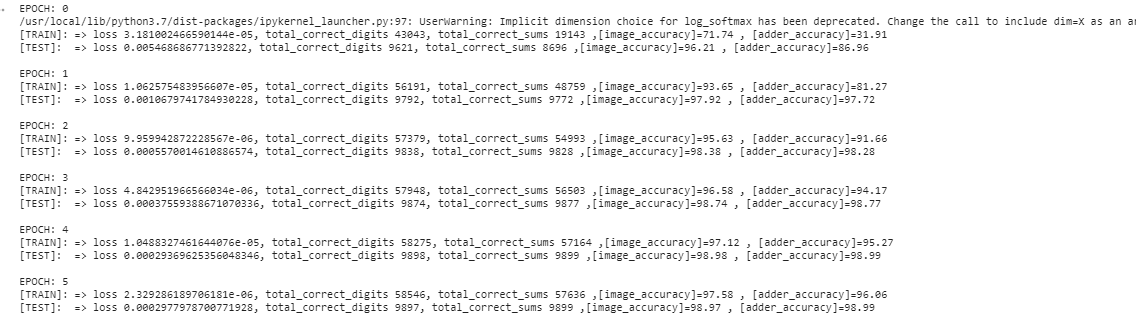 EPOCH: 0
/usr/local/lib/python3.7/dist-packages/ipykernel_launcher.py:97: UserWarning: Implicit dimension choice for log_softmax has been deprecated. Change the call to include dim=X as an
[TRAIN]: => loss 3.181002466590144e-05, total_correct_digits 43043, total_correct_sums 19143 ,[image_accuracy]=71.74 , [adder_accuracy]=31.91
[TEST]: => loss 0.005468686771392822, total_correct_digits 9621, total_correct_sums 8696 ,[image_accuracy]=96.21 , [adder_accuracy]=86.96
EPOCH: 1
[TRAIN]: => loss 1.062575483956607e-05, total_correct_digits 56191, total_correct_sums 48759 ,[image_accuracy]=93.65 , [adder_accuracy]=81.27
[TEST]: => loss 0.0010679741784930228, total_correct_digits 9792, total_correct_sums 9772 ,[image_accuracy]=97.92 , [adder_accuracy]=97.72
EPOCH: 2
[TRAIN]: => loss 9.959942872228567e-06, total_correct_digits 57379, total_correct_sums 54993 ,[image_accuracy]=95.63 , [adder_accuracy]=91.66
[TEST]: => loss 0.0005570014610886574, total_correct_digits 9838, total_correct_sums 9828 ,[image_accuracy]=98.38 , [adder_accuracy]=98.28
EPOCH: 3
[TRAIN]: => loss 4.842951966566034e-06, total_correct_digits 57948, total_correct_sums 56503 ,[image_accuracy]=96.58 , [adder_accuracy]=94.17
[TEST]: => loss 0.00037559388671070336, total_correct_digits 9874, total_correct_sums 9877 ,[image_accuracy]=98.74 , [adder_accuracy]=98.77
EPOCH: 4
[TRAIN]: => loss 1.0488327461644076e-05, total_correct_digits 58275, total_correct_sums 57164 ,[image_accuracy]=97.12 , [adder_accuracy]=95.27
[TEST]: => loss 0.00029369625356048346, total_correct_digits 9898, total_correct_sums 9899 ,[image_accuracy]=98.98 , [adder_accuracy]=98.99
EPOCH: 5
[TRAIN]: => loss 2.329286189706181e-06, total_correct_digits 58546, total_correct_sums 57636 ,[image_accuracy]=97.58 , [adder_accuracy]=96.06
[TEST]: => loss 0.0002977978700771928, total_correct_digits 9897, total_correct_sums 9899 ,[image_accuracy]=98.97 , [adder_accuracy]=98.99